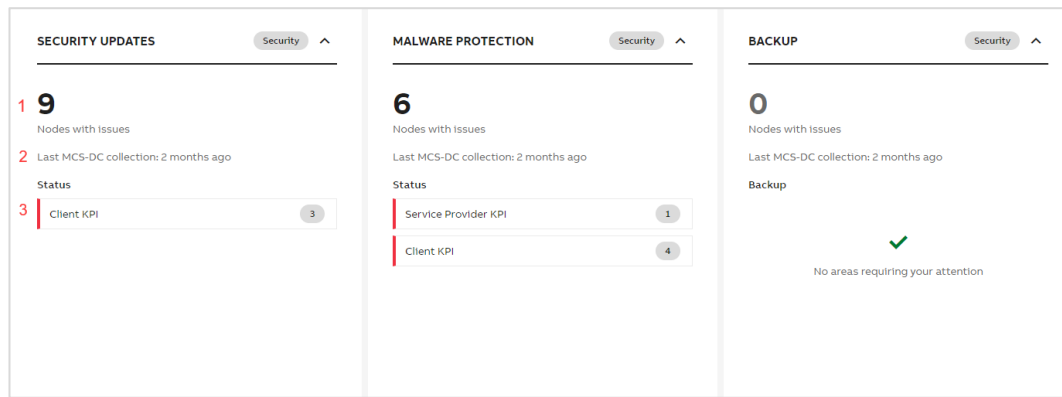 SECURITY UPDATES
Security
1 9
Nodes with issues
2 Last MCS-DC collection: 2 months ago
Status
3 Client KPI 3
MALWARE PROTECTION
Security
6
Nodes with issues
Last MCS-DC collection: 2 months ago
Status
Service Provider KPI 1
Client KPI 4
BACKUP
Security
0
Nodes with issues
Last MCS-DC collection: 2 months ago
Backup
No areas requiring your attention